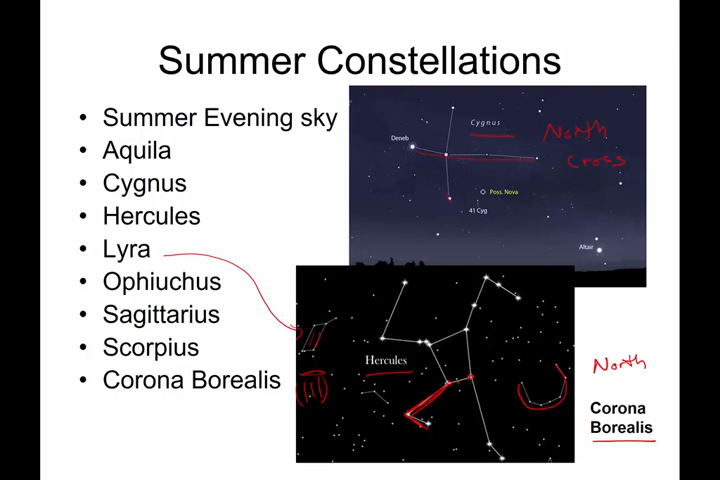 Summer Constellations
• Summer Evening sky
• Aquila
• Cygnus
• Hercules
• Lyra
• Ophiuchus
• Sagittarius
• Scorpius
• Corona Borealis
Cygnus
North
Cross
Deneb
Poss. Nova
41 Cyg
Altair
Hercules
North
Corona
Borealis